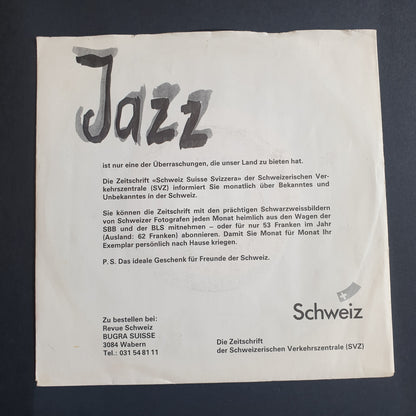 Jazz
ist nur eine der Überraschungen, die unser Land zu bieten hat.
Die Zeitschrift «Schweiz Suisse Svizzera» der Schweizerischen Ver-
kehrszentrale (SVZ) informiert Sie monatlich über Bekanntes und
Unbekanntes in der Schweiz.
Sie können die Zeitschrift mit den prächtigen Schwarzweissbildern
von Schweizer Fotografen jeden Monat heimlich aus den Wagen der
SBB und der BLS mitnehmen – oder für nur 53 Franken im Jahr
(Ausland: 62 Franken) abonnieren. Damit Sie Monat für Monat Ihr
Exemplar persönlich nach Hause kriegen.
P.S. Das ideale Geschenk für Freunde der Schweiz.
Zu bestellen bei:
Revue Schweiz
BUGRA SUISSE
3084 Wabern
Tel.: 031 54 81 11
Schweiz
Die Zeitschrift
der Schweizerischen Verkehrszentrale (SVZ)